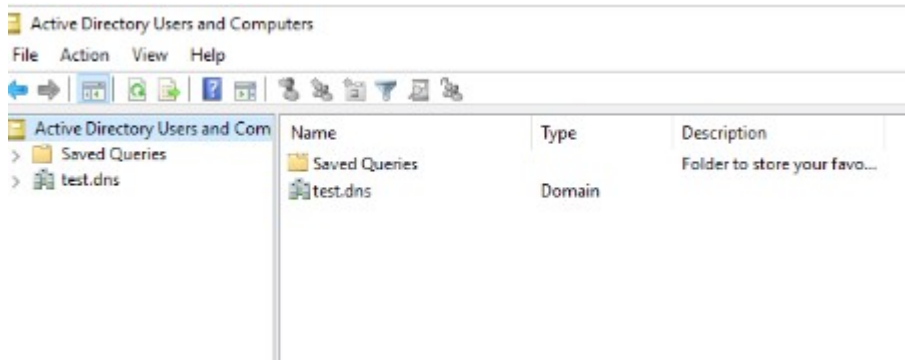 Active Directory Users and Computers
File Action View Help
Active Directory Users and Com
Saved Queries
test.dns
Name Type Description
Saved Queries Folder to store your favo...
test.dns Domain